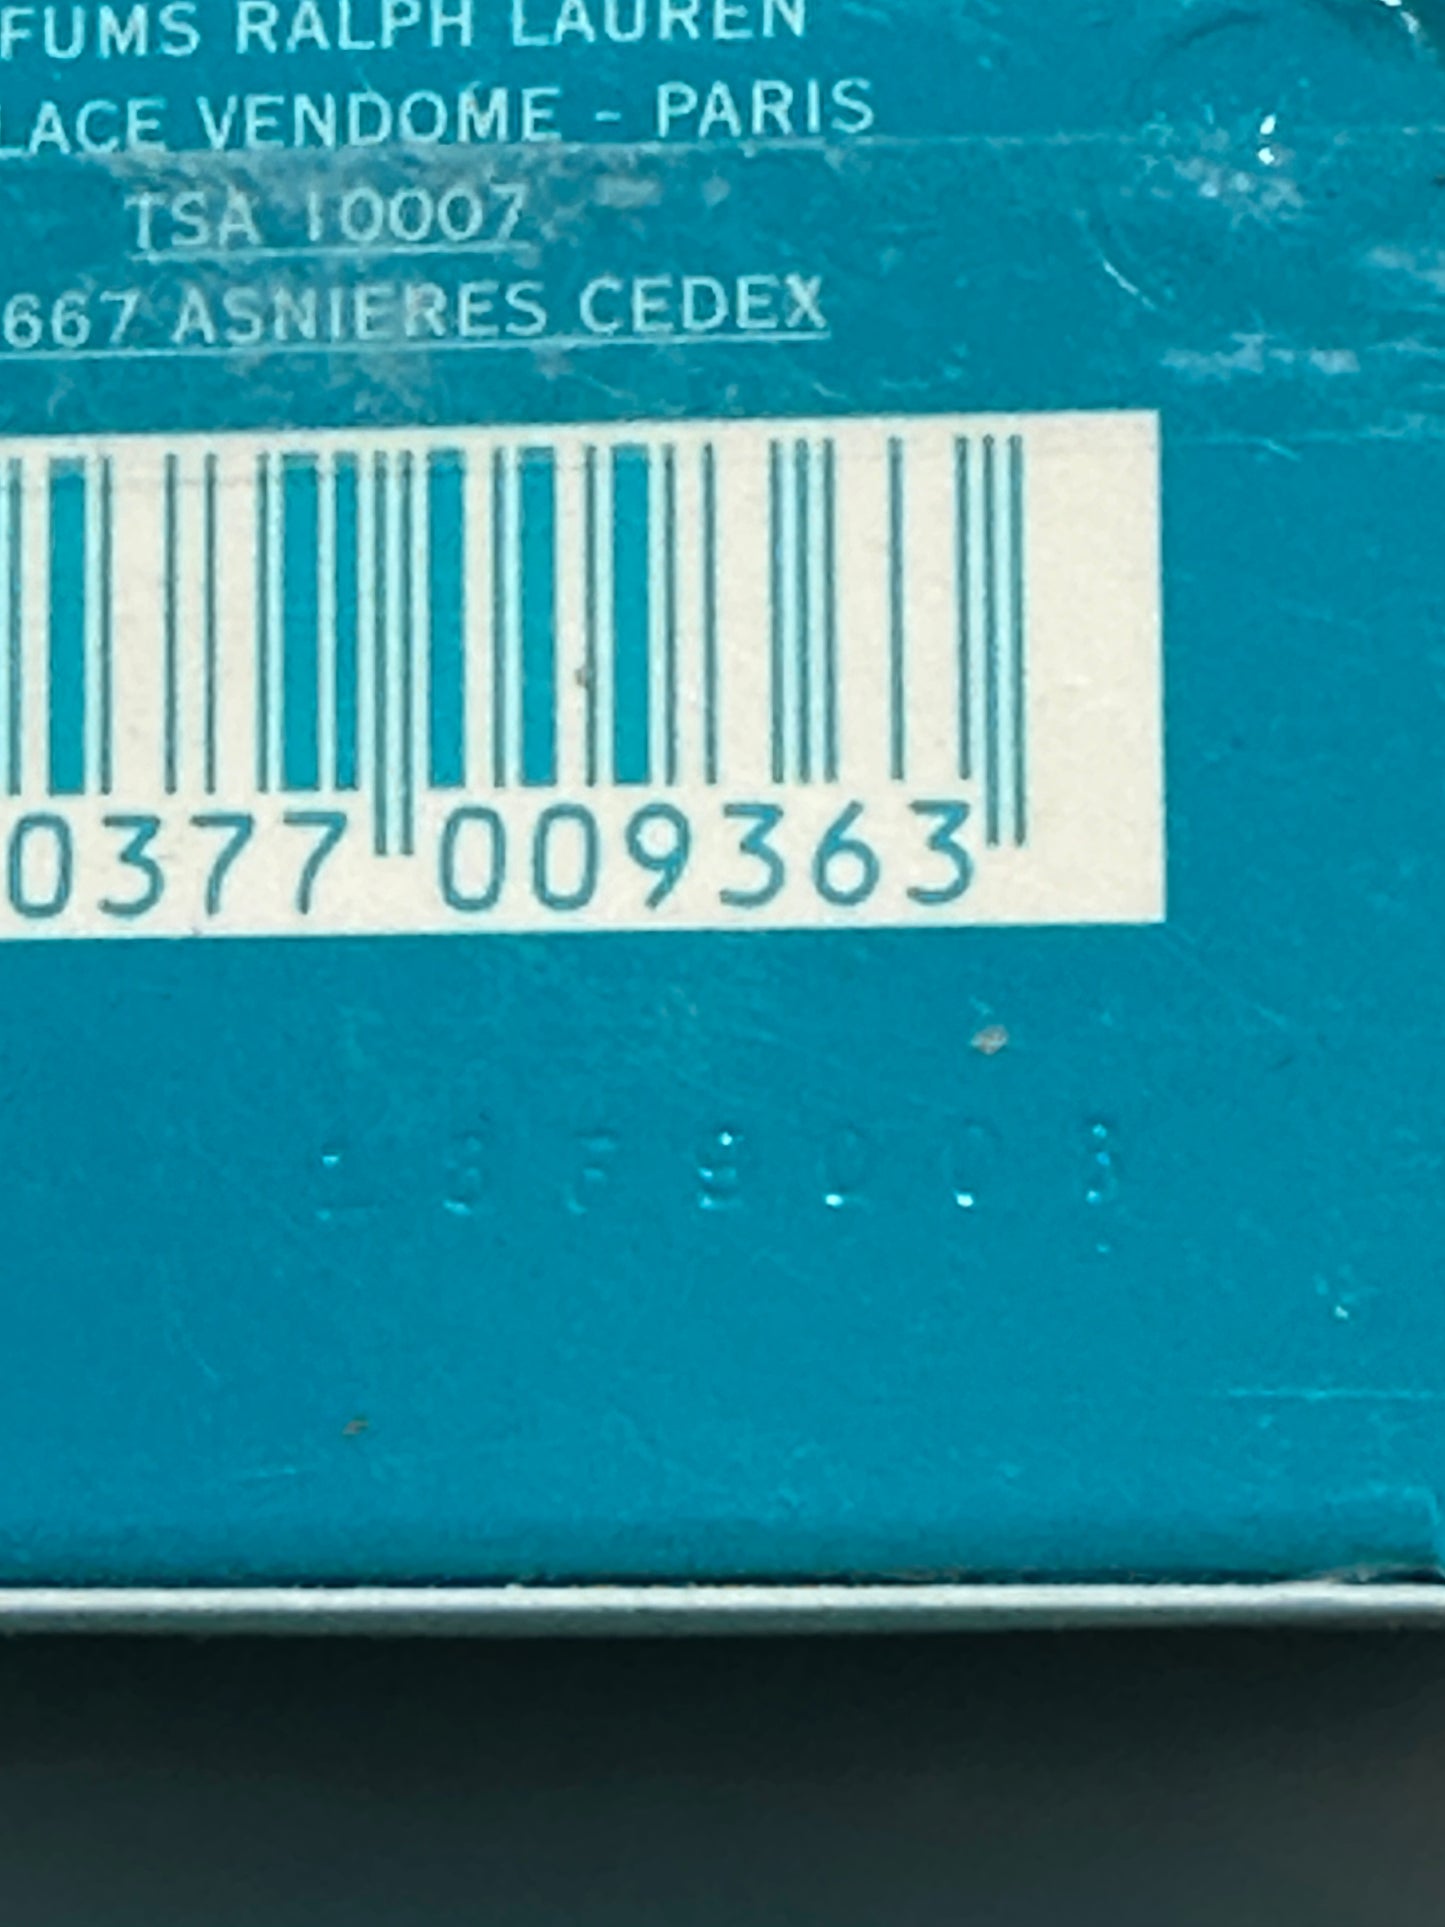 FUMS RALPH LAUREN
LACE VENDOME - PARIS
TSA 10007
667 ASNIERES CEDEX
0377 009363